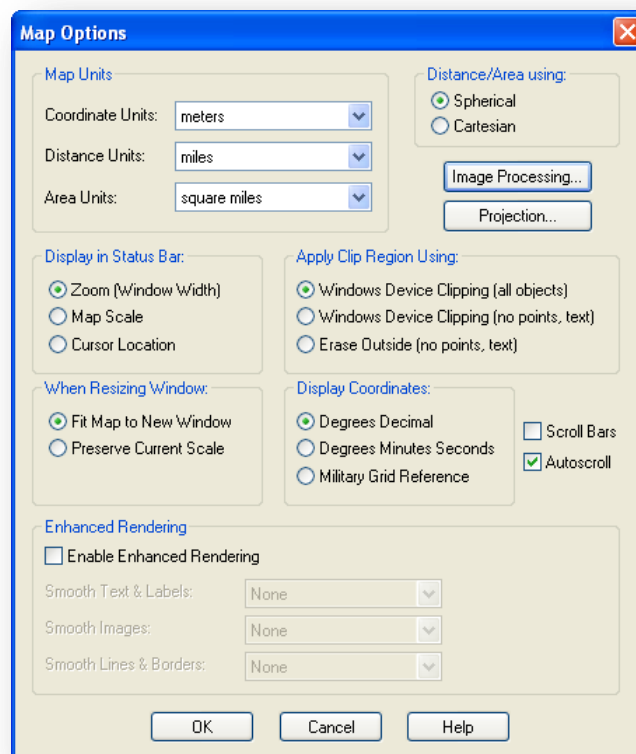 Map Options
Map Units
Coordinate Units: meters
Distance Units: miles
Area Units: square miles
Distance/Area using:
Spherical
Cartesian
Image Processing...
Projection...
Display in Status Bar:
Zoom (Window Width)
Map Scale
Cursor Location
Apply Clip Region Using:
Windows Device Clipping (all objects)
Windows Device Clipping (no points, text)
Erase Outside (no points, text)
When Resizing Window:
Fit Map to New Window
Preserve Current Scale
Display Coordinates:
Degrees Decimal
Degrees Minutes Seconds
Military Grid Reference
Scroll Bars
Autoscroll
Enhanced Rendering
Enable Enhanced Rendering
Smooth Text & Labels: None
Smooth Images: None
Smooth Lines & Borders: None
OK Cancel Help